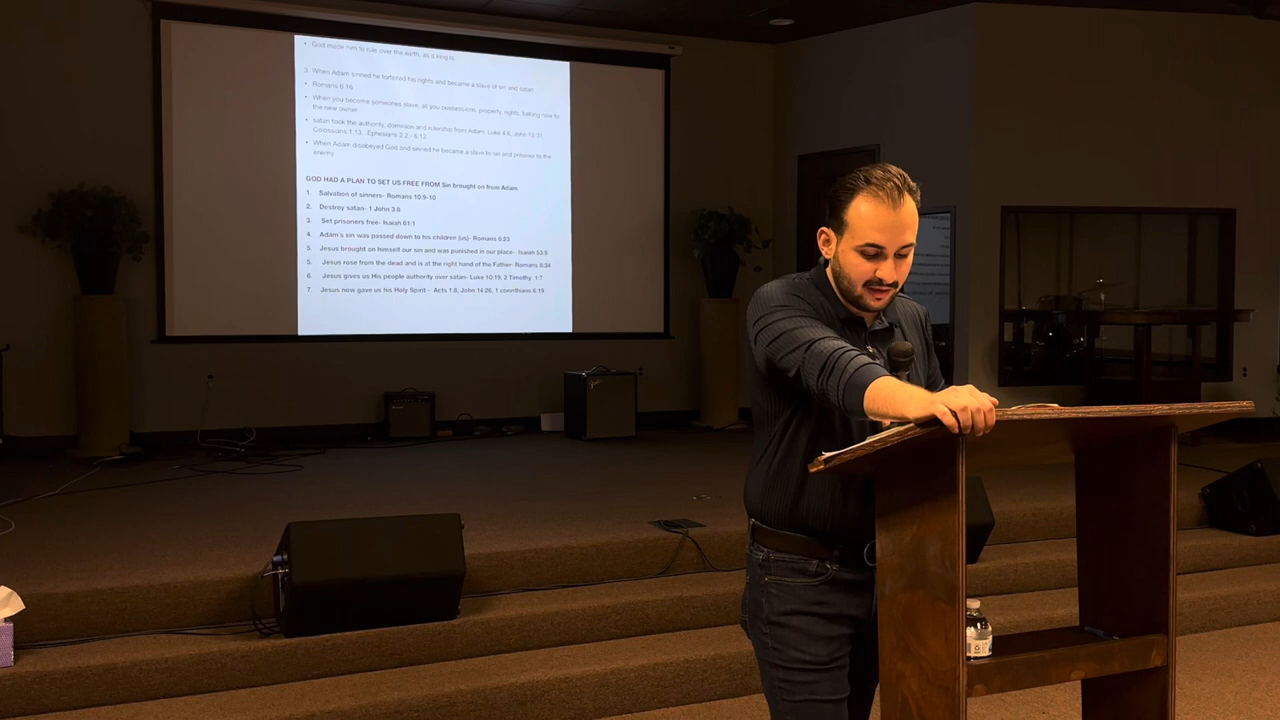 • God made him to rule over the earth, as a king is.
3. When Adam sinned he forfeited his rights and became a slave of sin and satan
• Romans 6:16
• When you become someones slave, all you possessions, property, rights, belong now to
the new owner
• satan took the authority, dominion and rulership from Adam. Luke 4:6, John 12:31,
Colossians 1:13, Ephesians 2:2,- 6:12
• When Adam disobeyed God and sinned he became a slave to sin and prisoner to the
enemy
GOD HAD A PLAN TO SET US FREE FROM Sin brought on from Adam.
1. Salvation of sinners- Romans 10:9-10
2. Destroy satan- 1 John 3:8
3. Set prisoners free- Isaiah 61:1
4. Adam's sin was passed down to his children (us)- Romans 6:23
5. Jesus brought on himself our sin and was punished in our place- Isaiah 53:5
5. Jesus rose from the dead and is at the right hand of the Father- Romans 8:34
6. Jesus gives us His people authority over satan- Luke 10:19, 2 Timothy 1:7
7. Jesus now gave us his Holy Spirit - Acts 1:8, John 14:26, 1 corinthians 6:19